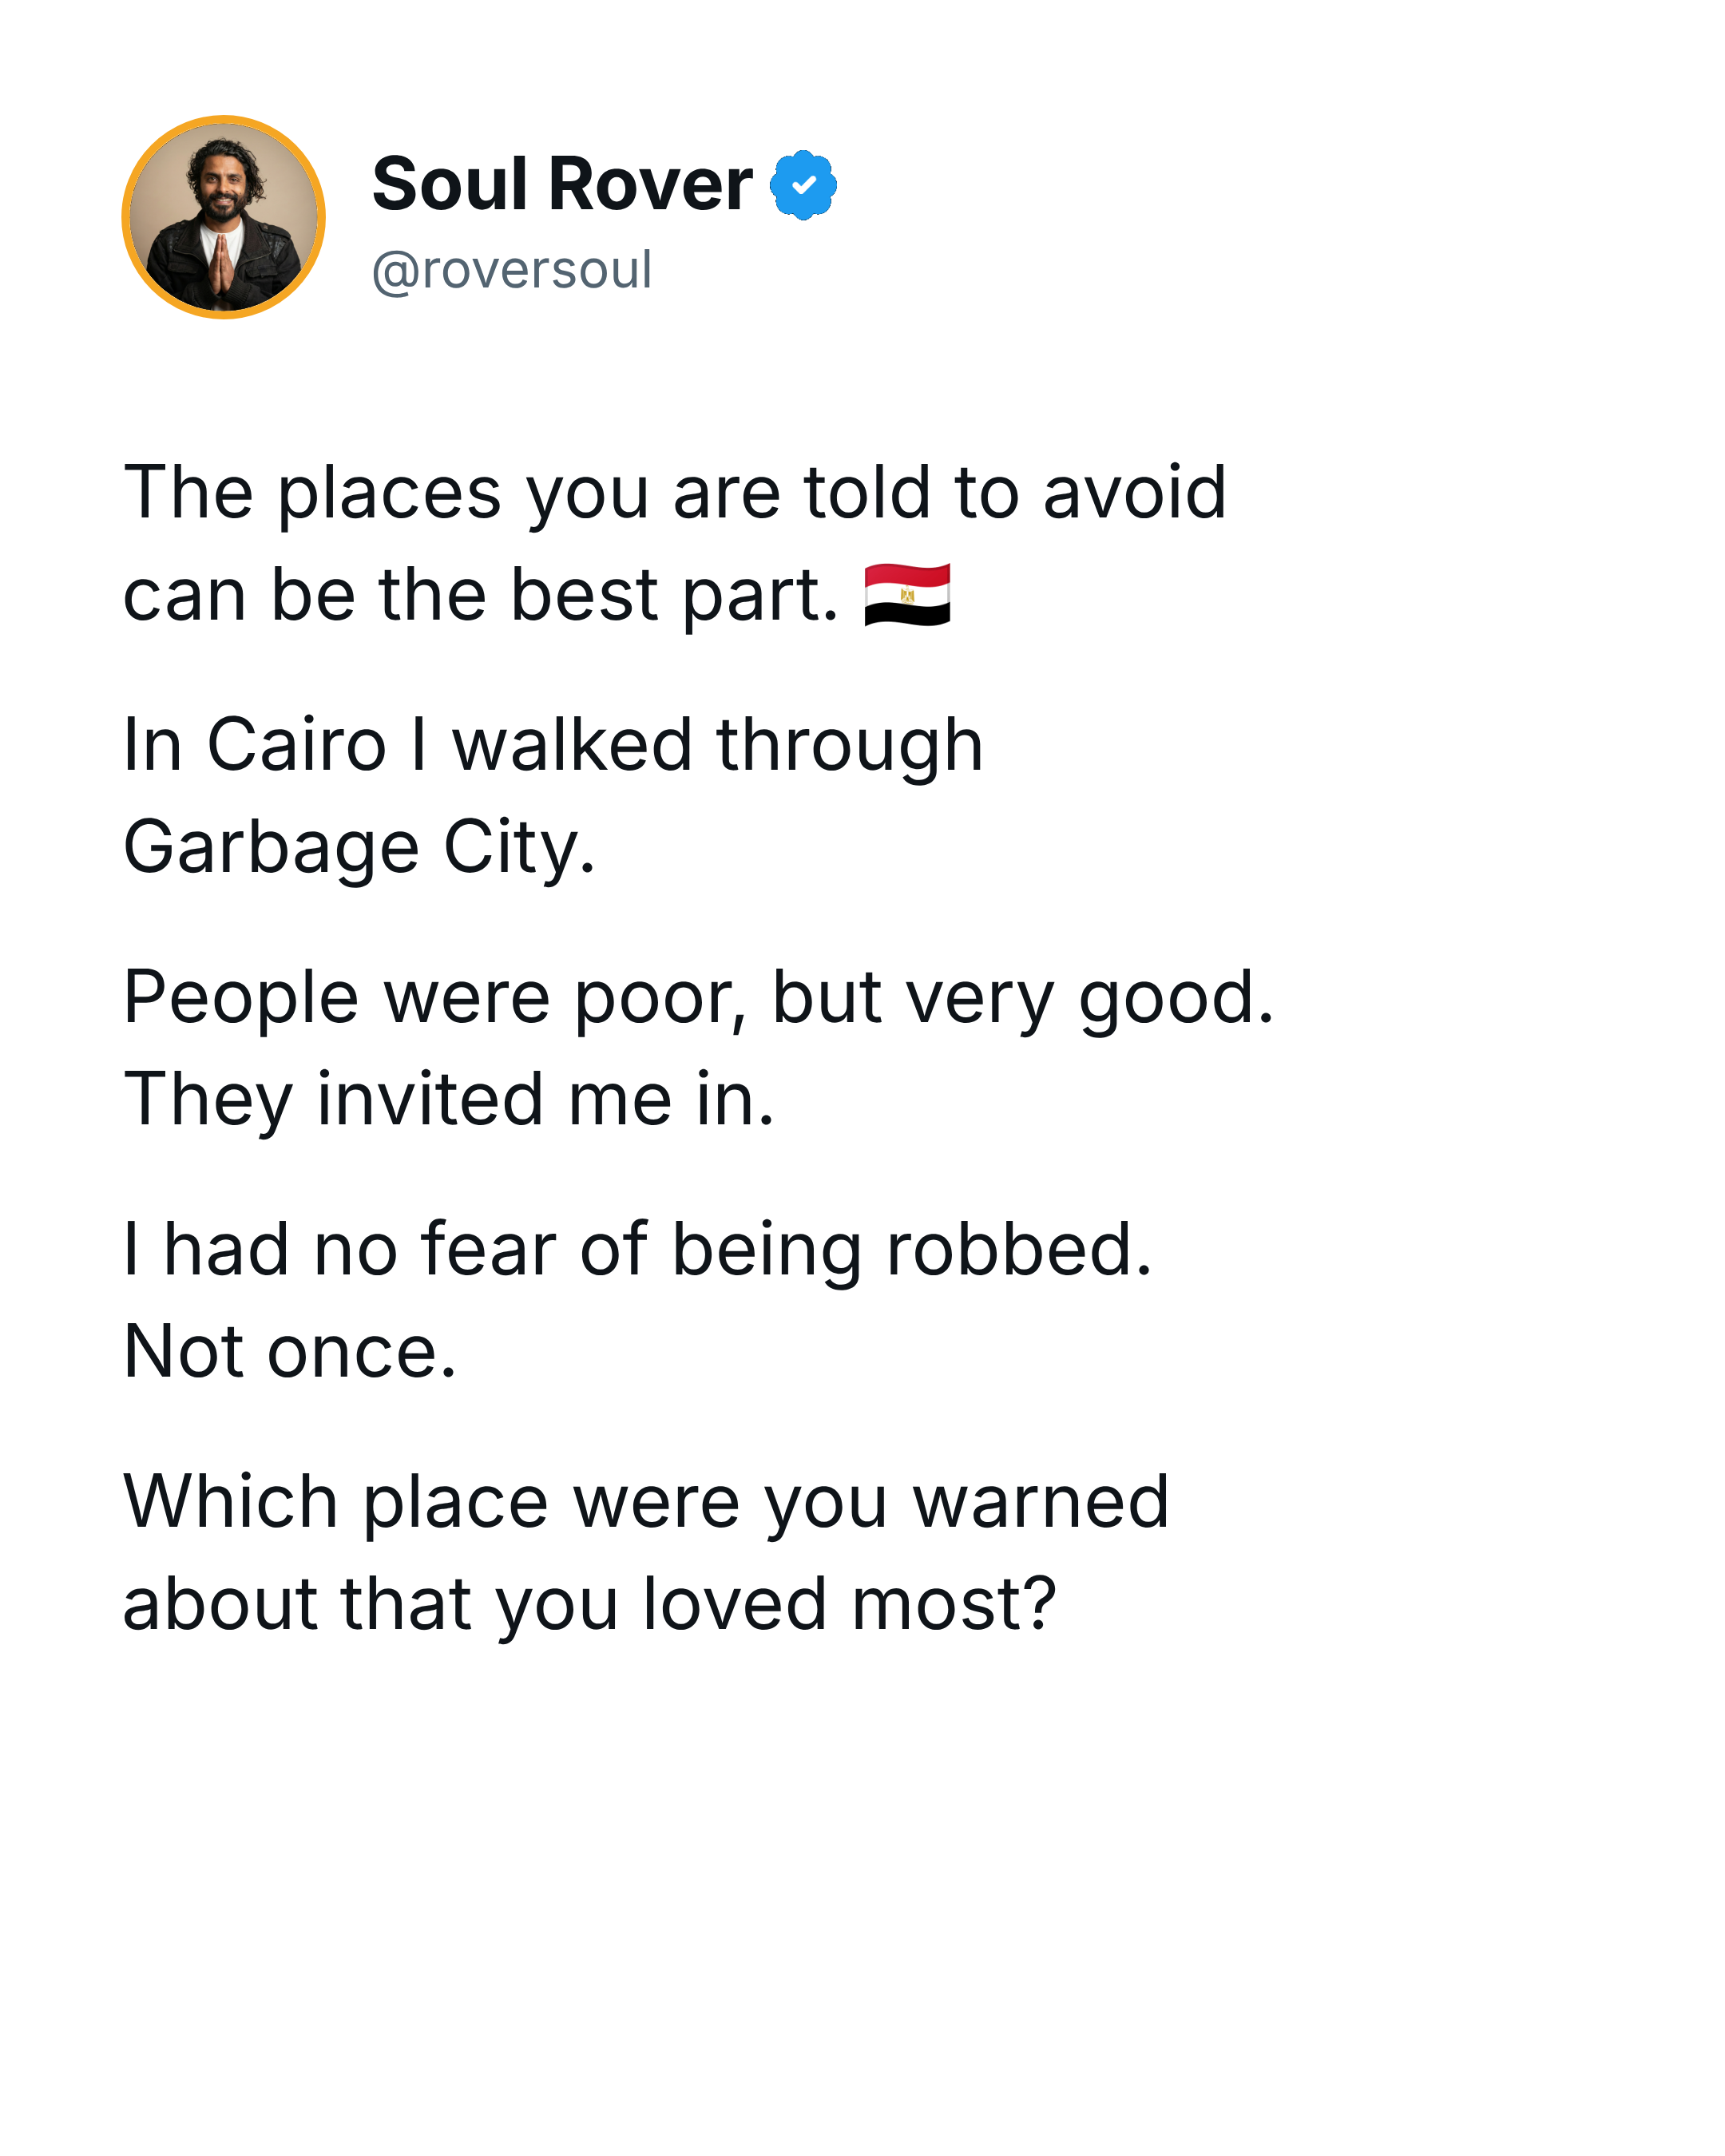 Soul Rover
@roversoul
The places you are told to avoid
can be the best part. 🇪🇬
In Cairo I walked through
Garbage City.
People were poor, but very good.
They invited me in.
I had no fear of being robbed.
Not once.
Which place were you warned
about that you loved most?